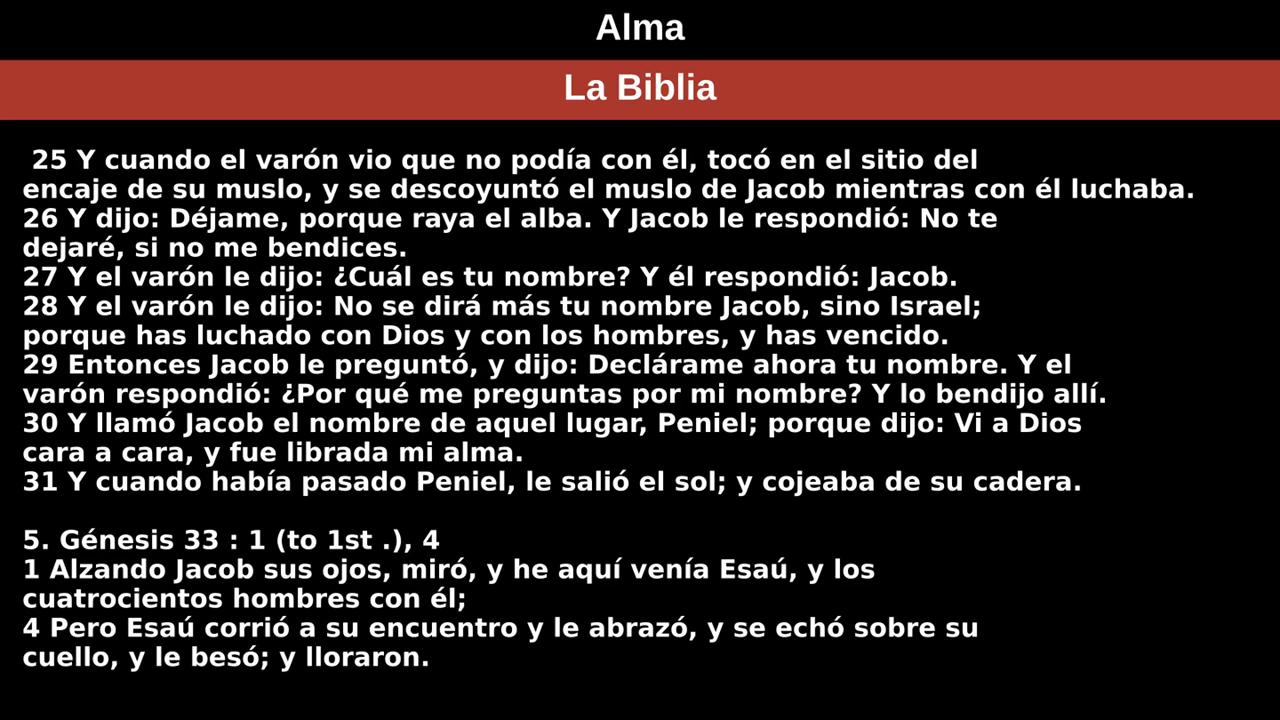 Alma
La Biblia
25 Y cuando el varón vio que no podía con él, tocó en el sitio del
encaje de su muslo, y se descoyuntó el muslo de Jacob mientras con él luchaba.
26 Y dijo: Déjame, porque raya el alba. Y Jacob le respondió: No te
dejaré, si no me bendices.
27 Y el varón le dijo: ¿Cuál es tu nombre? Y él respondió: Jacob.
28 Y el varón le dijo: No se dirá más tu nombre Jacob, sino Israel;
porque has luchado con Dios y con los hombres, y has vencido.
29 Entonces Jacob le preguntó, y dijo: Declárame ahora tu nombre. Y el
varón respondió: ¿Por qué me preguntas por mi nombre? Y lo bendijo allí.
30 Y llamó Jacob el nombre de aquel lugar, Peniel; porque dijo: Vi a Dios
cara a cara, y fue librada mi alma.
31 Y cuando había pasado Peniel, le salió el sol; y cojeaba de su cadera.
5. Génesis 33 : 1 (to 1st .), 4
1 Alzando Jacob sus ojos, miró, y he aquí venía Esaú, y los
cuatrocientos hombres con él;
4 Pero Esaú corrió a su encuentro y le abrazó, y se echó sobre su
cuello, y le besó; y lloraron.